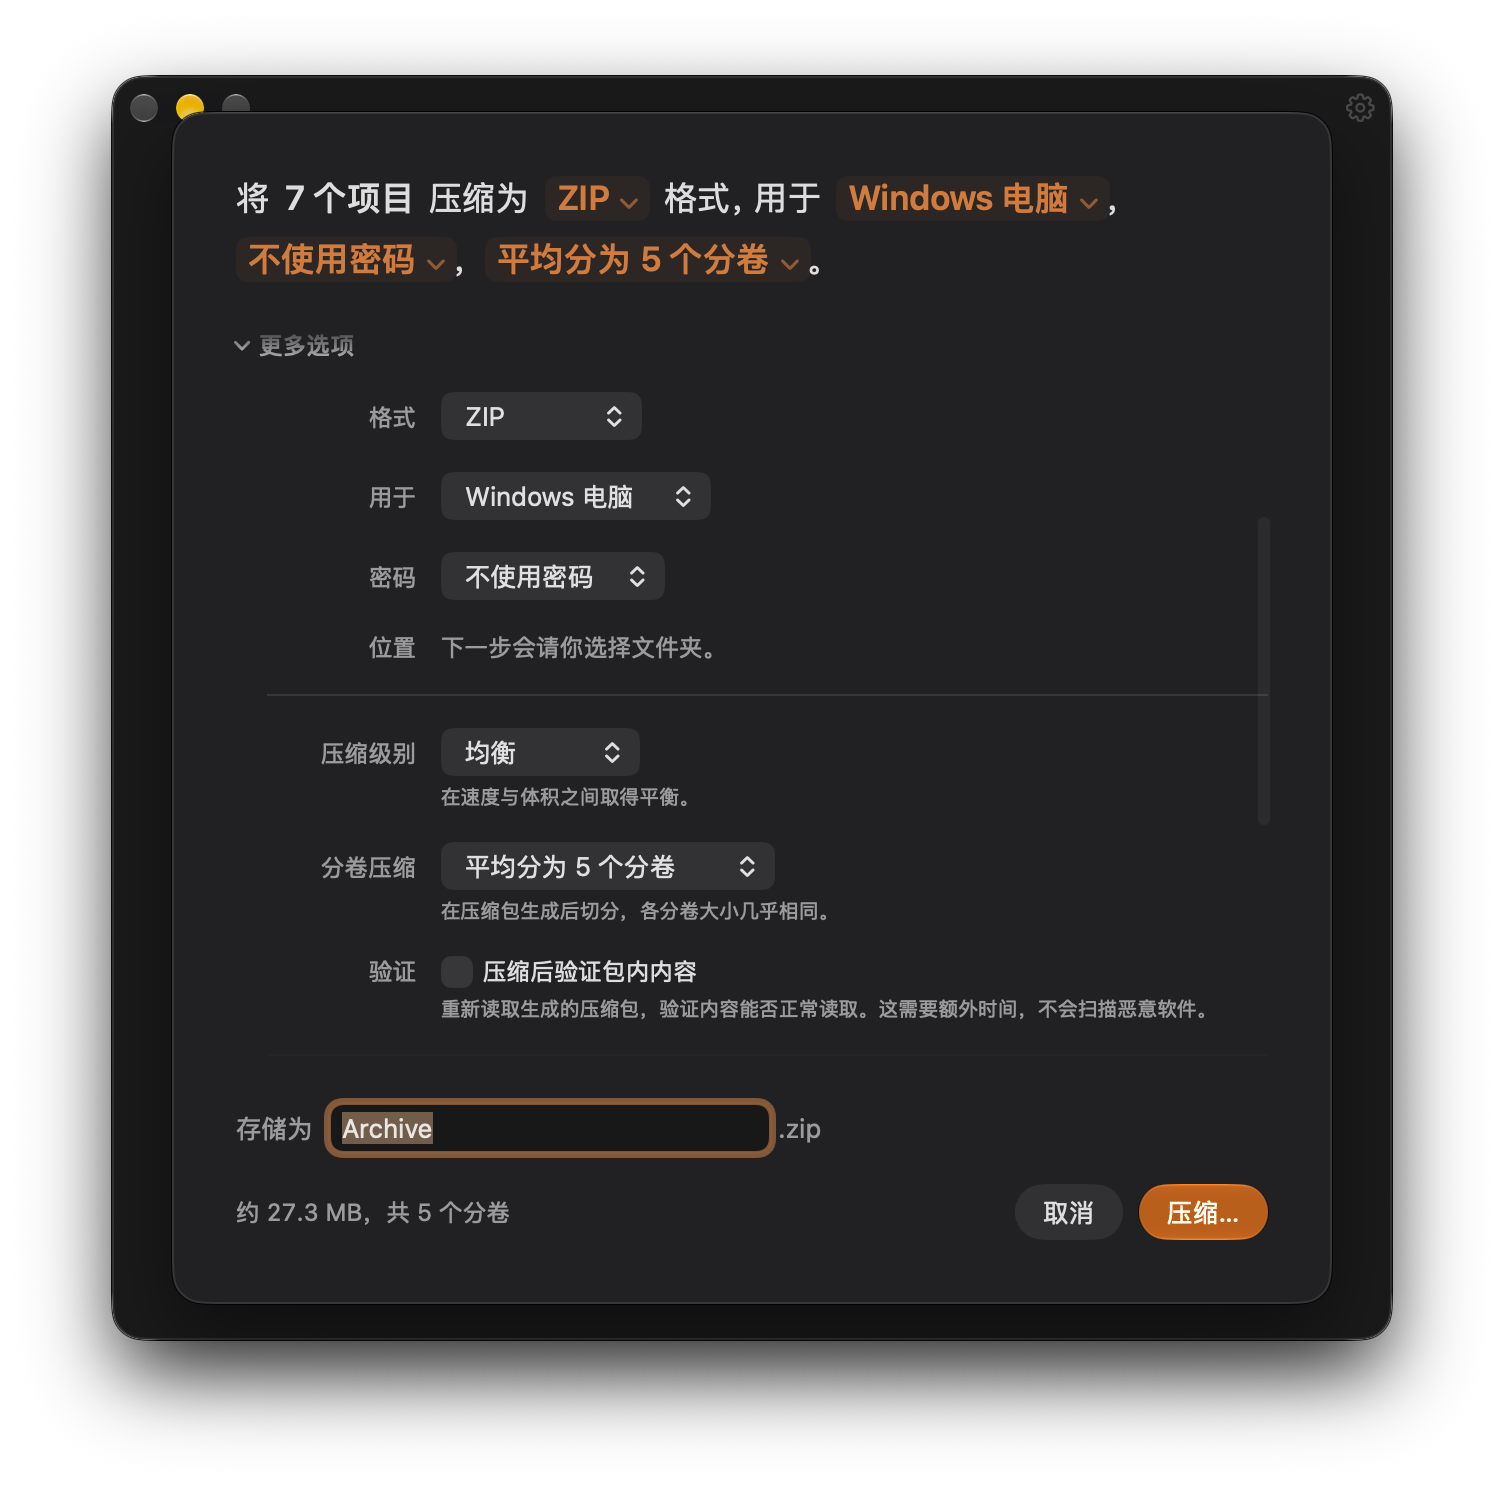 将 7 个项目 压缩为 ZIP 格式, 用于 Windows 电脑,
不使用密码, 平均分为 5 个分卷。
更多选项
格式 ZIP
用于 Windows 电脑
密码 不使用密码
位置 下一步会请你选择文件夹。
压缩级别 均衡
在速度与体积之间取得平衡。
分卷压缩 平均分为 5 个分卷
在压缩包生成后切分，各分卷大小几乎相同。
验证 压缩后验证包内内容
重新读取生成的压缩包，验证内容能否正常读取。这需要额外时间，不会扫描恶意软件。
存储为 Archive .zip
约 27.3 MB，共 5 个分卷
取消 压缩...